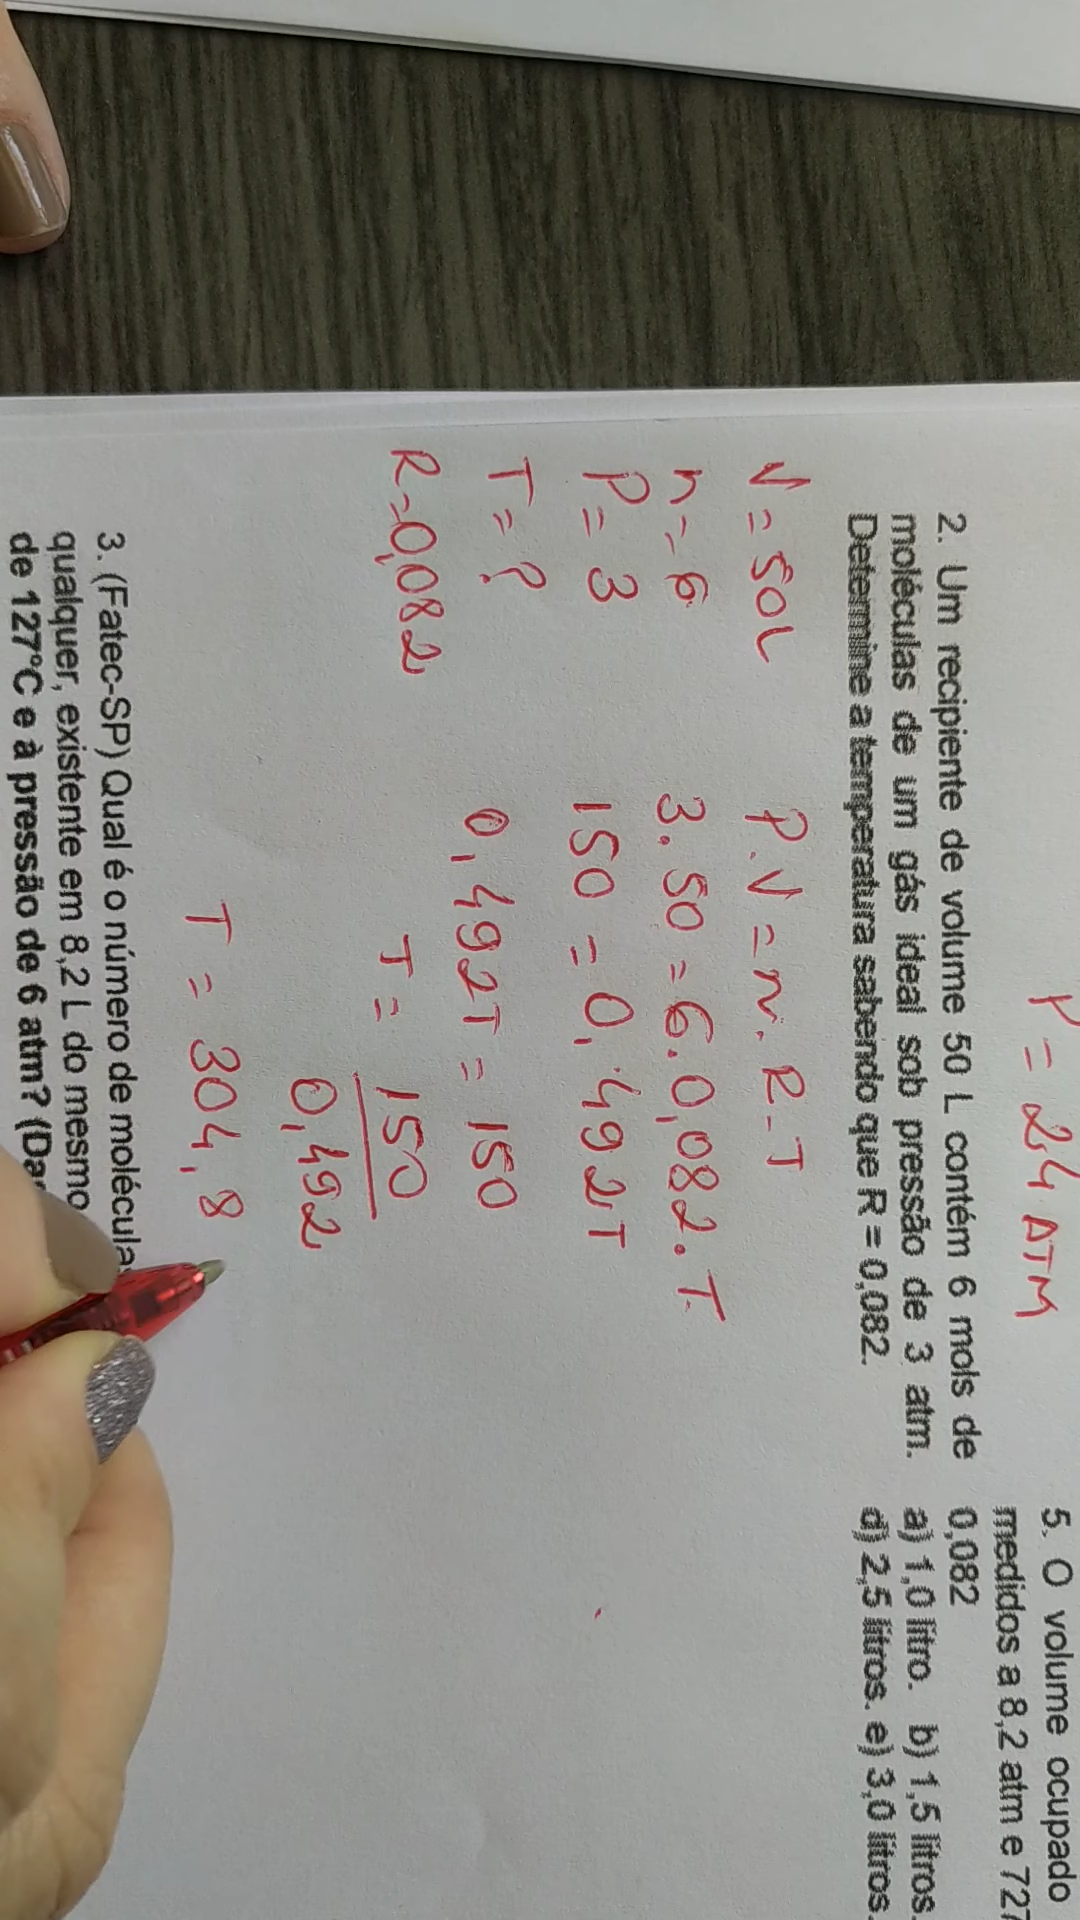 P = 24 ATM
2. Um recipiente de volume 50 L contém 6 mols de
moléculas de um gás ideal sob pressão de 3 atm.
Determine a temperatura sabendo que R = 0,082.
V = 50L
n = 6
P = 3
T = ?
R = 0,082
P.V = n.R.T
3.50 = 6.0,082.T
150 = 0,492T
0,492T = 150
T = 150
0,492
T = 304,8
3. (Fatec-SP) Qual é o número de molécula
qualquer, existente em 8,2 L do mesmo
de 127°C e à pressão de 6 atm? (Da
5. O volume ocupado
medidos a 8,2 atm e 727
0,082
a) 1,0 litro. b) 1,5 litros.
d) 2,5 litros. e) 3,0 litros.